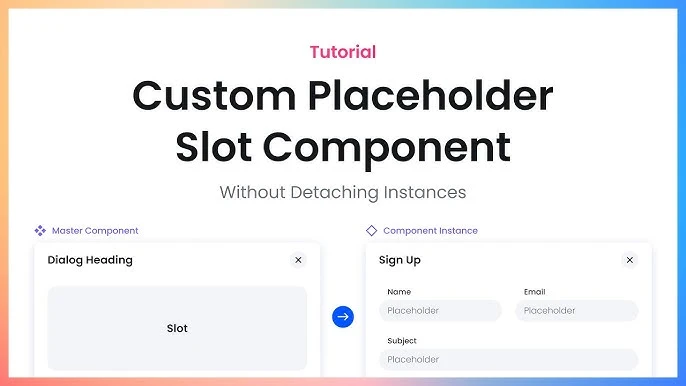 Tutorial
Custom Placeholder
Slot Component
Without Detaching Instances
Master Component
Dialog Heading
Slot
Component Instance
Sign Up
Name
Email
Placeholder
Placeholder
Subject
Placeholder